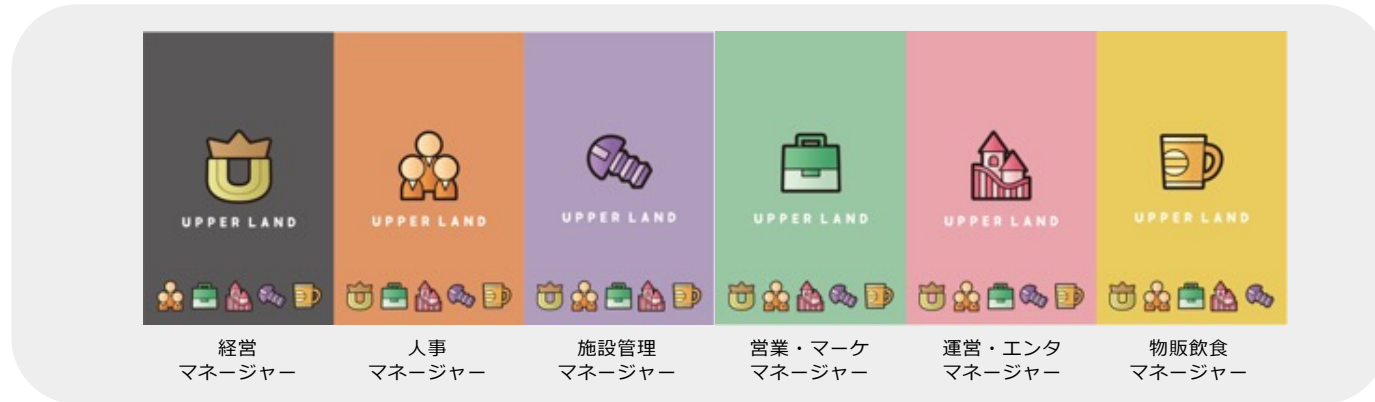 UPPER LAND
UPPER LAND
UPPER LAND
UPPER LAND
UPPER LAND
UPPER LAND
経営
マネージャー
人事
マネージャー
施設管理
マネージャー
営業・マーケ
マネージャー
運営・エンタ
マネージャー
物販飲食
マネージャー